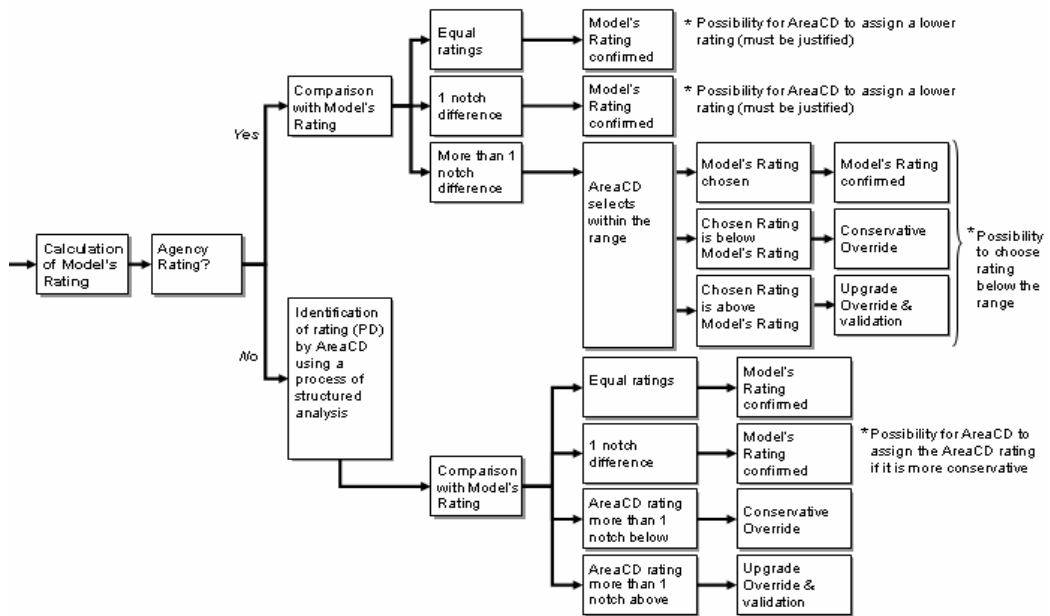 Equal
ratings
Model's
Rating
confirmed
* Possibility for AreaCD to assign a lower
rating (must be justified)
Comparison
with Model's
Rating
1 notch
difference
Model's
Rating
confirmed
* Possibility for AreaCD to assign a lower
rating (must be justified)
Yes
More than 1
notch
difference
AreaCD
selects
within the
range
Model's Rating
chosen
Model's Rating
confirmed
Chosen Rating
is below
Model's Rating
Conservative
Override
* Possibility
to choose
rating
below the
range
Chosen Rating
is above
Model's Rating
Upgrade
Override &
validation
Calculation
of Model's
Rating
Agency
Rating?
No
Identification
of rating (PD)
by AreaCD
using a
process of
structured
analysis
Comparison
with Model's
Rating
Equal ratings
Model's
Rating
confirmed
1 notch
difference
Model's
Rating
confirmed
* Possibility for AreaCD to
assign the AreaCD rating
if it is more conservative
AreaCD rating
more than 1
notch below
Conservative
Override
AreaCD rating
more than 1
notch above
Upgrade
Override &
validation